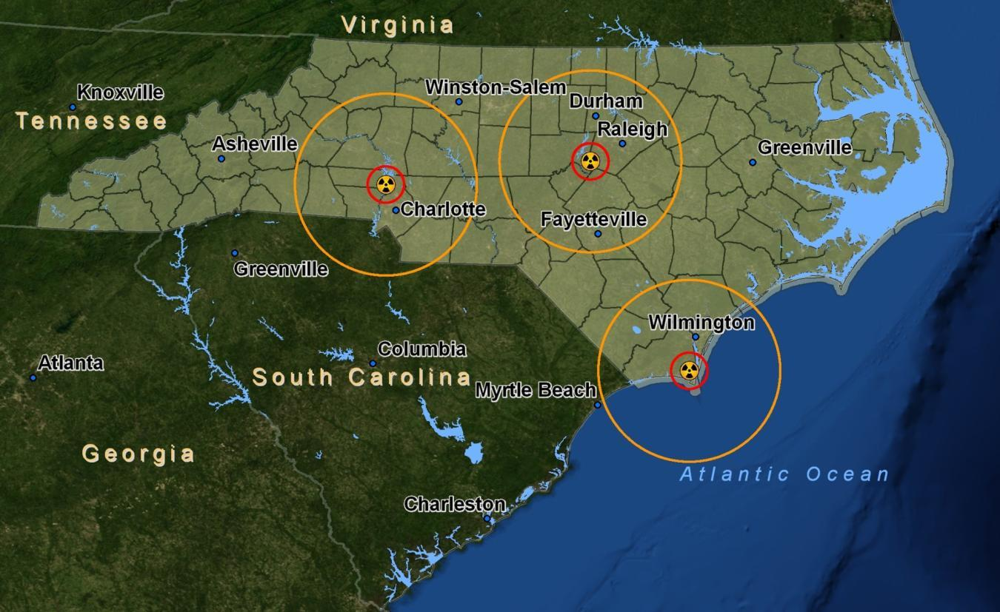 Virginia
Knoxville
Tennessee
Winston-Salem
Durham
Raleigh
Asheville
Greenville
Charlotte
Fayetteville
Greenville
Wilmington
Columbia
Atlanta
South Carolina
Myrtle Beach
Georgia
Atlantic Ocean
Charleston